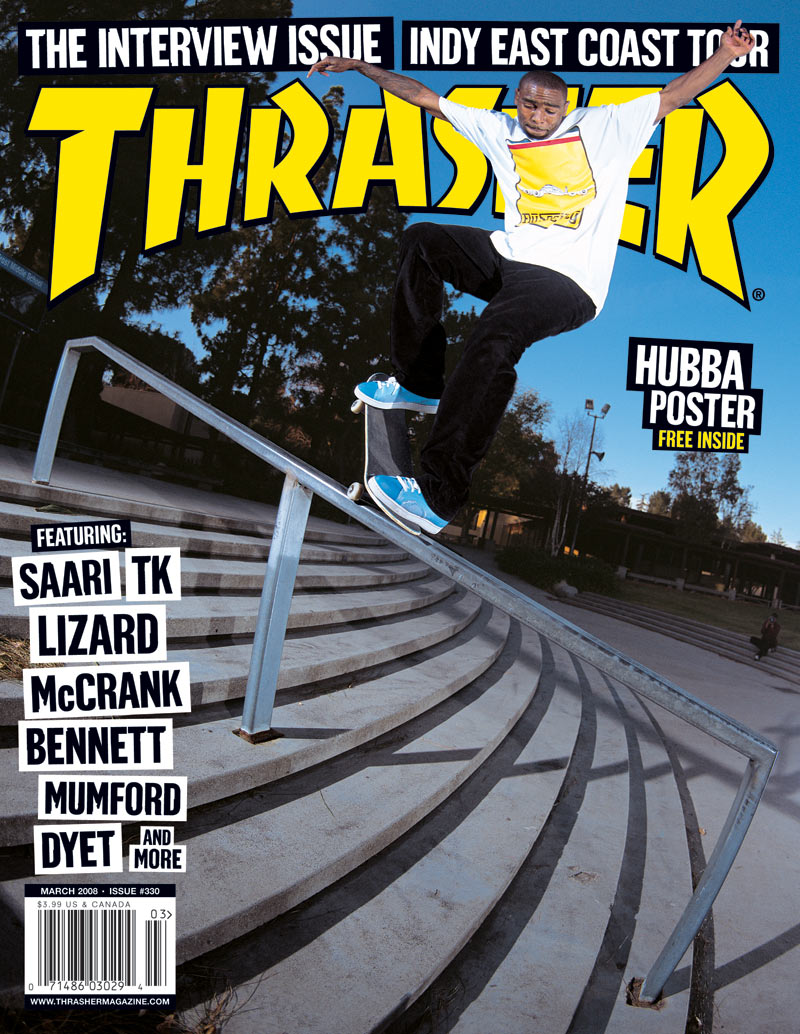 THE INTERVIEW ISSUE
INDY EAST COAST TOUR
THRASHER®
HUBBA
POSTER
FREE INSIDE
FEATURING:
SAARI TK
LIZARD
McCRANK
BENNETT
MUMFORD
DYET AND MORE
MARCH 2008 • ISSUE #330
$3.99 US & CANADA
03>
0 71486 03029 4
WWW.THRASHERMAGAZINE.COM